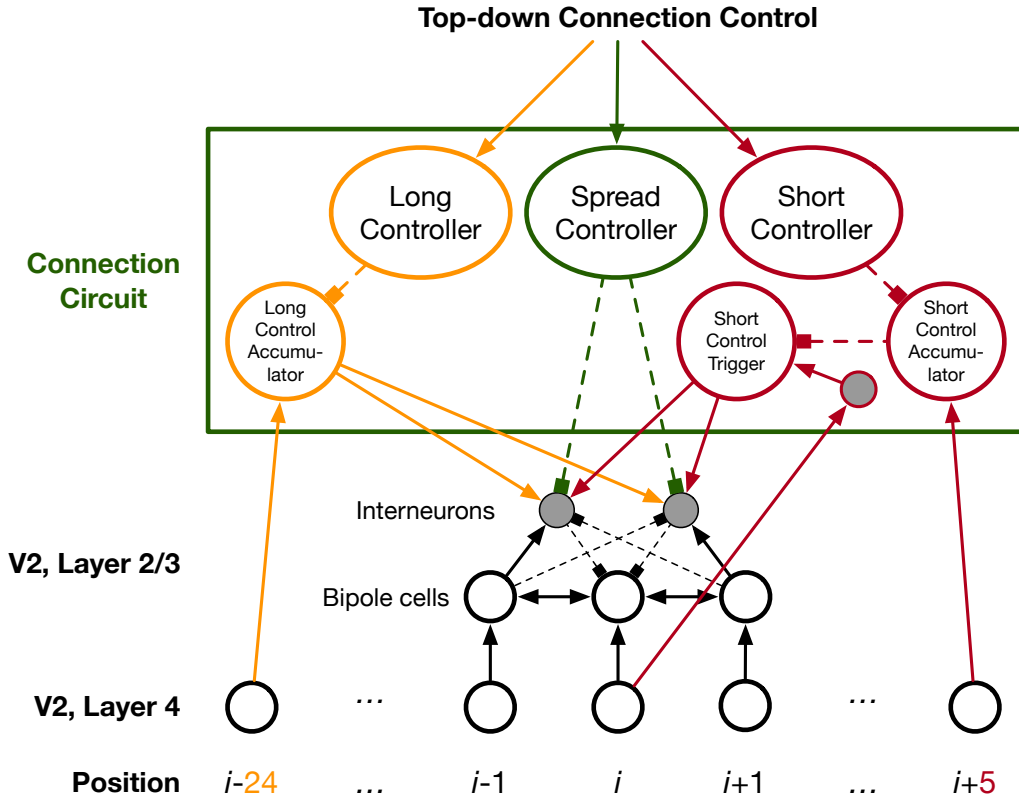 Top-down Connection Control
Long
Controller
Spread
Controller
Short
Controller
Connection
Circuit
Long
Control
Accumu-
lator
Short
Control
Trigger
Short
Control
Accumu-
lator
Interneurons
V2, Layer 2/3
Bipole cells
V2, Layer 4
...
...
Position
i-24
...
i-1
i
i+1
...
i+5